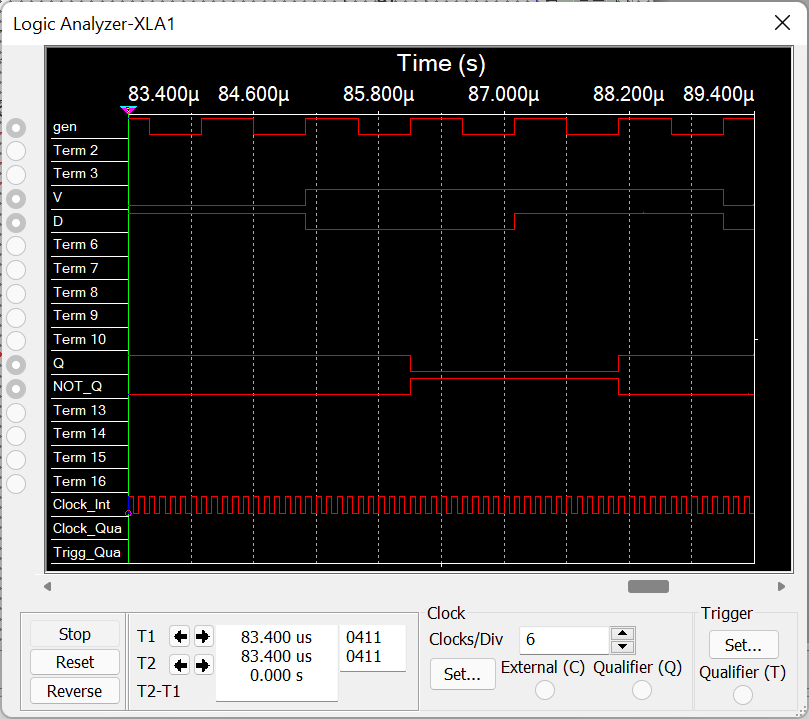 Logic Analyzer-XLA1
Time (s)
83.400µ 84.600µ 85.800µ 87.000µ 88.200µ 89.400µ
gen
Term 2
Term 3
V
D
Term 6
Term 7
Term 8
Term 9
Term 10
Q
NOT_Q
Term 13
Term 14
Term 15
Term 16
Clock_Int
Clock_Qua
Trigg_Qua
Stop
Reset
Reverse
T1 83.400 us 0411
T2 83.400 us 0411
T2-T1 0.000 s
Clock
Clocks/Div 6
Set... External (C) Qualifier (Q)
Trigger
Set...
Qualifier (T)